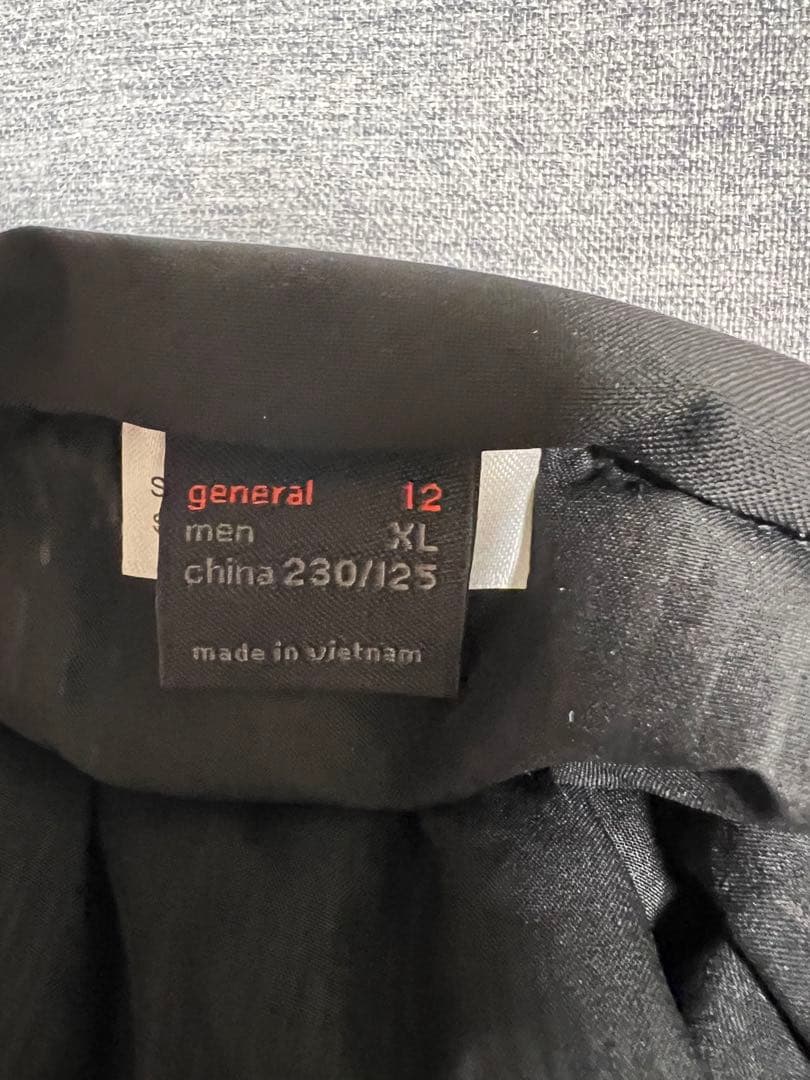 general 12
men XL
china 230/125
made in vietnam
S
S